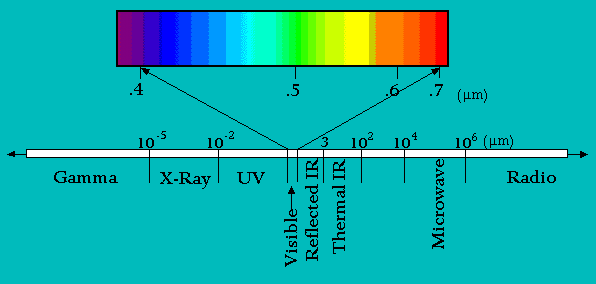 .4 .5 .6 .7 (μm)
10⁻⁵ 10⁻² 3 10² 10⁴ 10⁶ (μm)
Gamma X-Ray UV Visible Reflected IR Thermal IR Microwave Radio